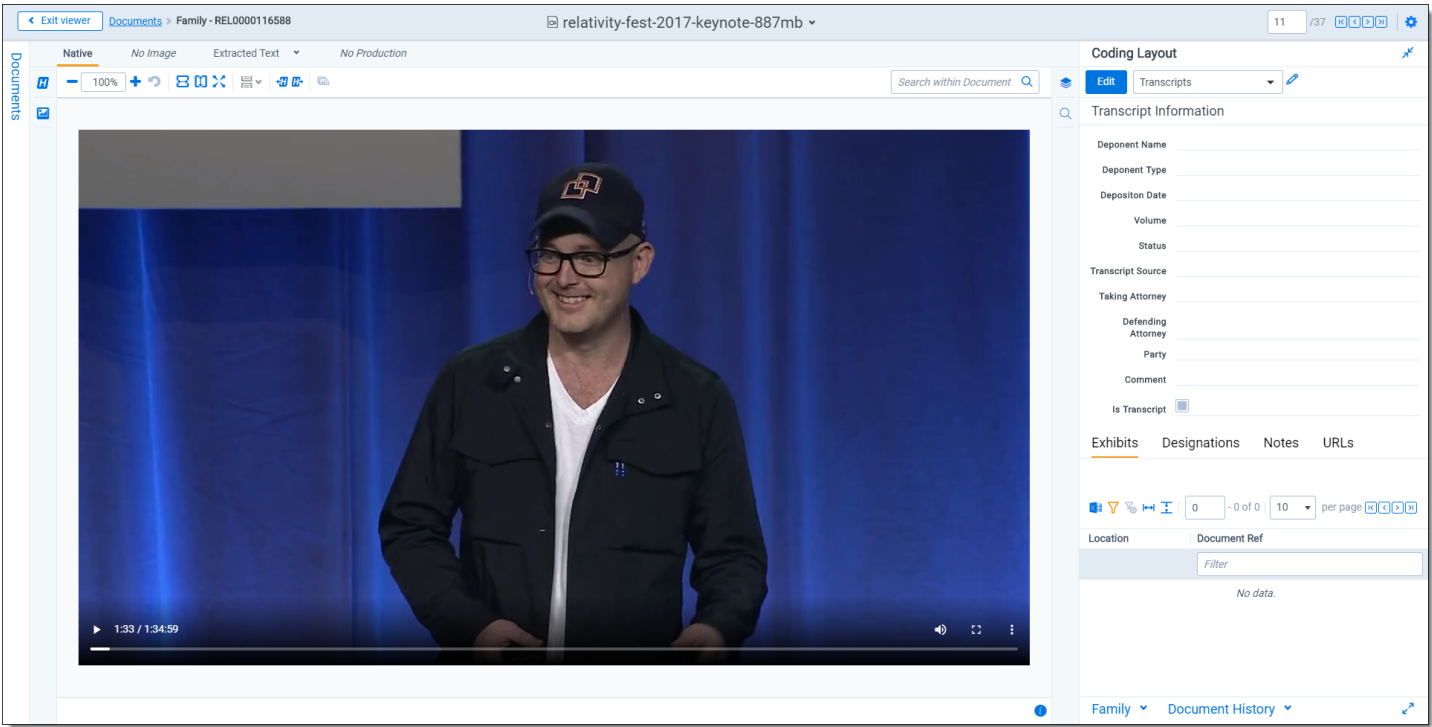 Exit viewer
Documents > Family - REL0000116588
relativity-fest-2017-keynote-887mb
11 /37
Documents
Native No Image Extracted Text No Production
100%
Search within Document
1:33 / 1:34:59
Coding Layout
Edit Transcripts
Transcript Information
Deponent Name
Deponent Type
Depositon Date
Volume
Status
Transcript Source
Taking Attorney
Defending
Attorney
Party
Comment
Is Transcript
Exhibits Designations Notes URLs
0 - 0 of 0 10 per page
Location Document Ref
Filter
No data.
Family Document History